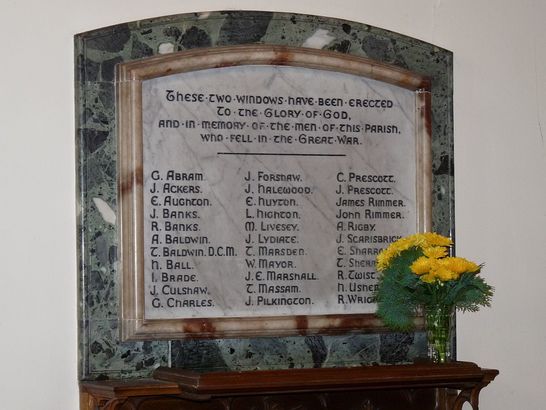 These · two windows · have been · erected
to · the Glory · of God,
and · in · memory · of the · men · of this Parish,
who · fell · in the · Great · War.
G. Abram.
J. Ackers.
E. Aughton.
J. Banks.
R. Banks.
A. Baldwin.
T. Baldwin. D.C.M.
H. Ball.
I. Brade.
J. Culshaw.
G. Charles.
J. Forshaw.
J. Halewood.
E. Huyton.
L. Highton.
M. Livesey.
J. Lydiate.
T. Marsden.
W. Mayor.
J. E. Marshall.
T. Massam.
J. Pilkington.
C. Prescott.
J. Prescott.
James Rimmer.
John Rimmer.
A. Rigby.
J. Scarisbrick
E.
T.
R.
H.
R.